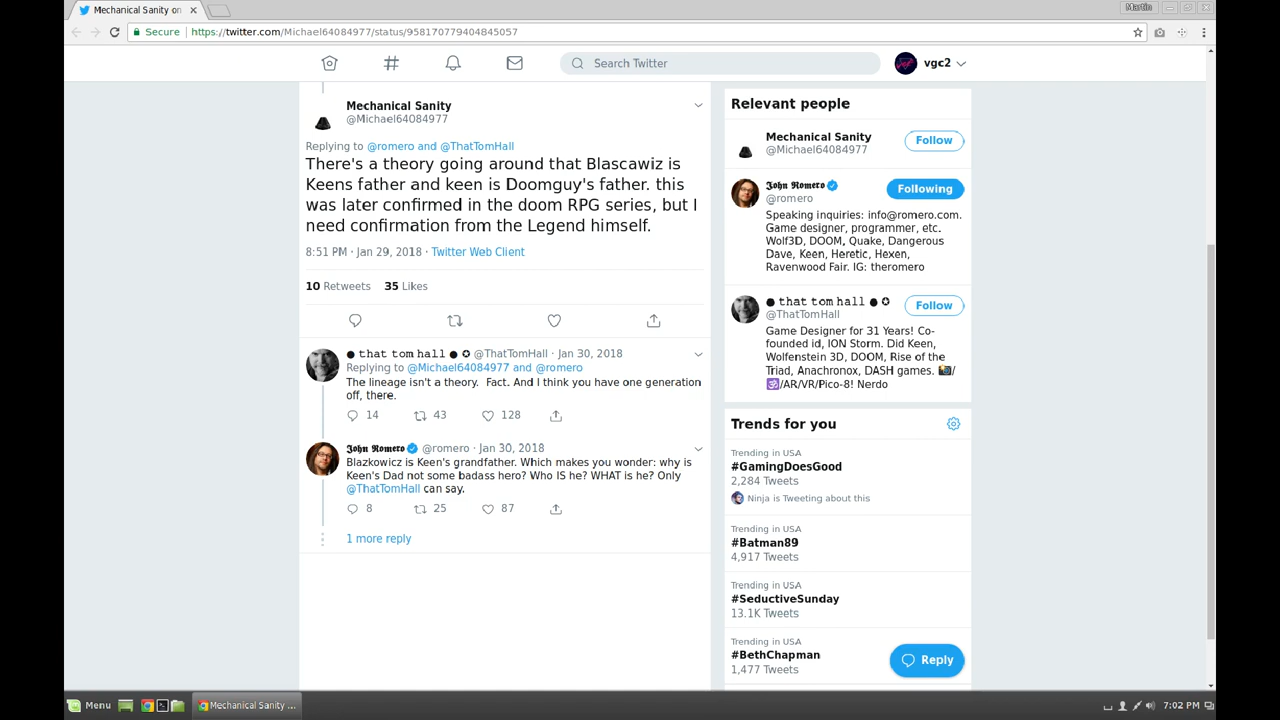 Mechanical Sanity on
Martin
Secure
https://twitter.com/Michael64084977/status/958170779404845057
Search Twitter
vgc2
Mechanical Sanity
@Michael64084977
Replying to @romero and @ThatTomHall
There's a theory going around that Blascawiz is
Keens father and keen is Doomguy's father. this
was later confirmed in the doom RPG series, but I
need confirmation from the Legend himself.
8:51 PM · Jan 29, 2018 · Twitter Web Client
10 Retweets 35 Likes
● that tom hall ● ✪ @ThatTomHall · Jan 30, 2018
Replying to @Michael64084977 and @romero
The lineage isn't a theory. Fact. And I think you have one generation
off, there.
14 43 128
John Romero @romero · Jan 30, 2018
Blazkowicz is Keen's grandfather. Which makes you wonder: why is
Keen's Dad not some badass hero? Who IS he? WHAT is he? Only
@ThatTomHall can say.
8 25 87
1 more reply
Relevant people
Mechanical Sanity
@Michael64084977
Follow
John Romero
@romero
Following
Speaking inquiries: info@romero.com.
Game designer, programmer, etc.
Wolf3D, DOOM, Quake, Dangerous
Dave, Keen, Heretic, Hexen,
Ravenwood Fair. IG: theromero
● that tom hall ● ✪
@ThatTomHall
Follow
Game Designer for 31 Years! Co-
founded id, ION Storm. Did Keen,
Wolfenstein 3D, DOOM, Rise of the
Triad, Anachronox, DASH games. 📸/
🕉/AR/VR/Pico-8! Nerdo
Trends for you
Trending in USA
#GamingDoesGood
2,284 Tweets
Ninja is Tweeting about this
Trending in USA
#Batman89
4,917 Tweets
Trending in USA
#SeductiveSunday
13.1K Tweets
Trending in USA
#BethChapman
1,477 Tweets
Reply
Menu
Mechanical Sanity ...
7:02 PM